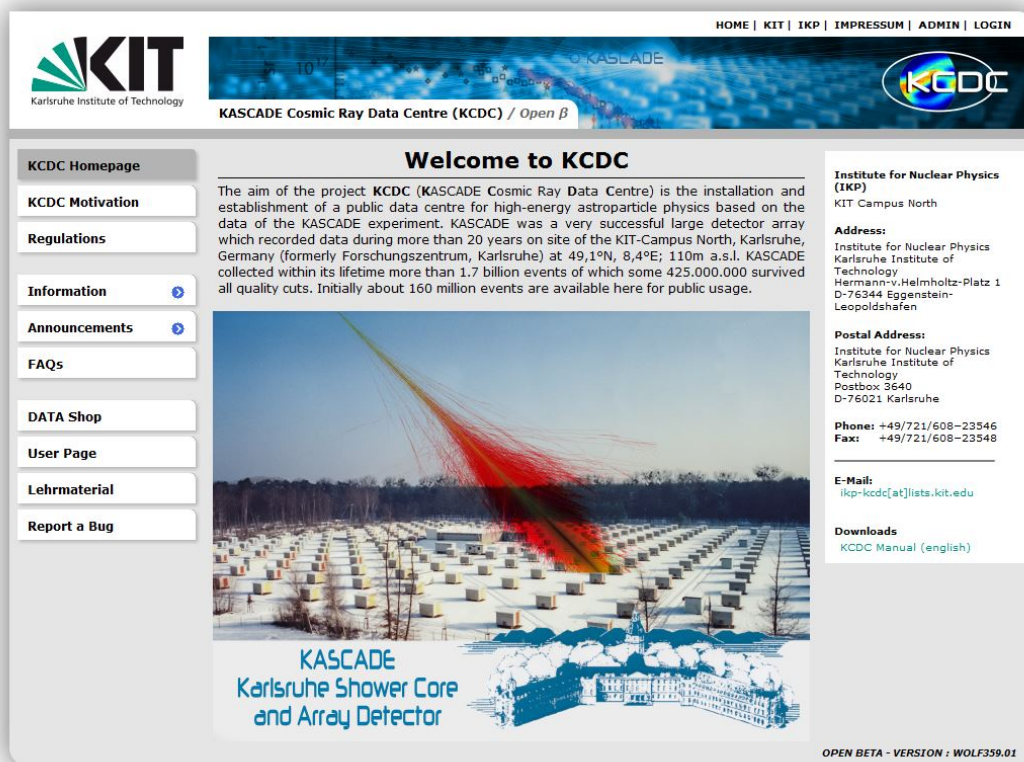 HOME | KIT | IKP | IMPRESSUM | ADMIN | LOGIN
KIT
Karlsruhe Institute of Technology
KASCADE
KCDC
KASCADE Cosmic Ray Data Centre (KCDC) / Open β
KCDC Homepage
KCDC Motivation
Regulations
Information
Announcements
FAQs
DATA Shop
User Page
Lehrmaterial
Report a Bug
Welcome to KCDC
The aim of the project KCDC (KASCADE Cosmic Ray Data Centre) is the installation and
establishment of a public data centre for high-energy astroparticle physics based on the
data of the KASCADE experiment. KASCADE was a very successful large detector array
which recorded data during more than 20 years on site of the KIT-Campus North, Karlsruhe,
Germany (formerly Forschungszentrum, Karlsruhe) at 49,1°N, 8,4°E; 110m a.s.l. KASCADE
collected within its lifetime more than 1.7 billion events of which some 425.000.000 survived
all quality cuts. Initially about 160 million events are available here for public usage.
KASCADE
Karlsruhe Shower Core
and Array Detector
Institute for Nuclear Physics
(IKP)
KIT Campus North
Address:
Institute for Nuclear Physics
Karlsruhe Institute of
Technology
Hermann-v.Helmholtz-Platz 1
D-76344 Eggenstein-
Leopoldshafen
Postal Address:
Institute for Nuclear Physics
Karlsruhe Institute of
Technology
Postbox 3640
D-76021 Karlsruhe
Phone: +49/721/608–23546
Fax: +49/721/608–23548
E-Mail:
ikp-kcdc[at]lists.kit.edu
Downloads
KCDC Manual (english)
OPEN BETA - VERSION : WOLF359.01